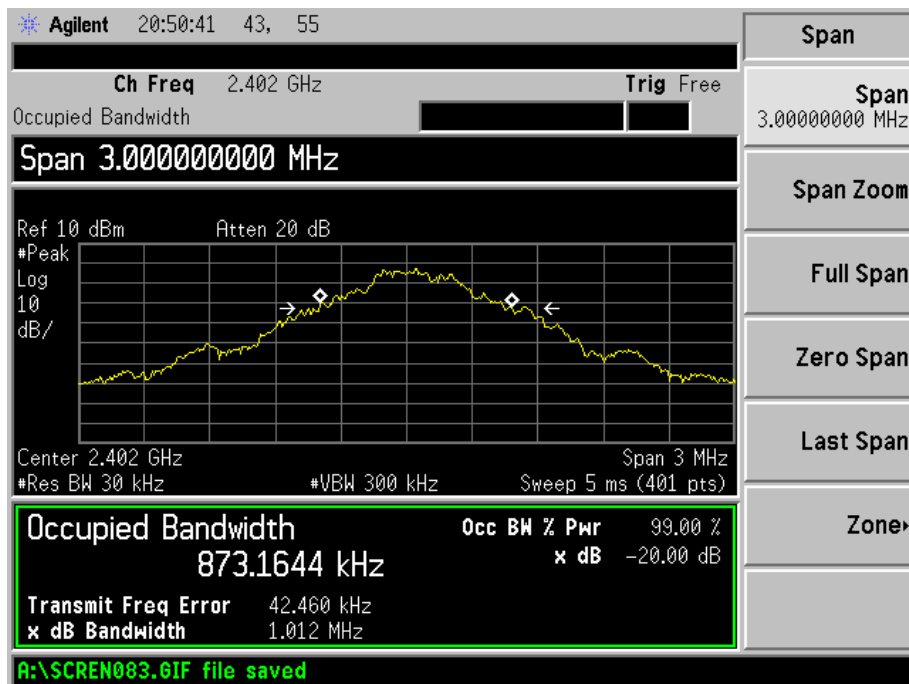 Agilent 20:50:41 43, 55
Ch Freq 2.402 GHz Trig Free
Occupied Bandwidth
Span 3.000000000 MHz
Ref 10 dBm Atten 20 dB
#Peak
Log
10
dB/
Center 2.402 GHz Span 3 MHz
#Res BW 30 kHz #VBW 300 kHz Sweep 5 ms (401 pts)
Occupied Bandwidth Occ BW % Pwr 99.00 %
873.1644 kHz x dB -20.00 dB
Transmit Freq Error 42.460 kHz
x dB Bandwidth 1.012 MHz
A:\SCREN083.GIF file saved
Span
Span
3.00000000 MHz
Span Zoom
Full Span
Zero Span
Last Span
Zone